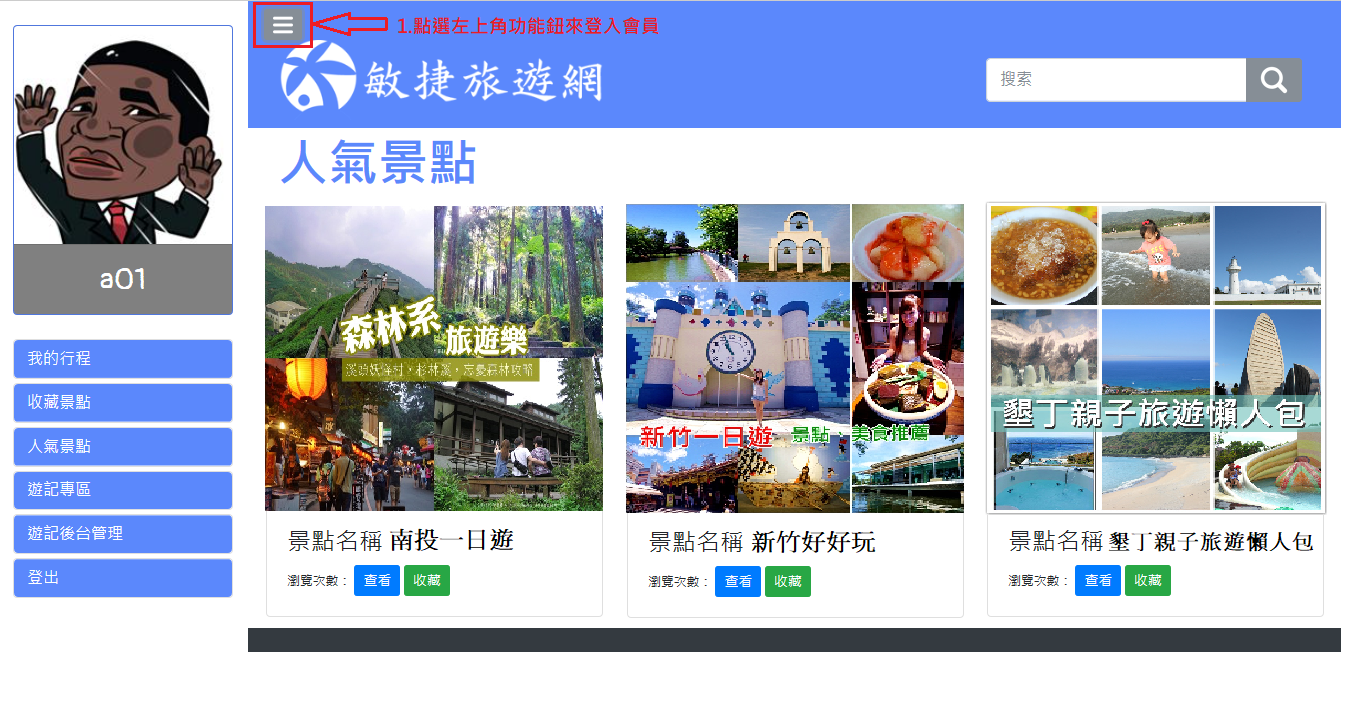 1.點選左上角功能鈕來登入會員
敏捷旅遊網
搜索
a01
我的行程
收藏景點
人氣景點
遊記專區
遊記後台管理
登出
人氣景點
森林系
旅遊樂
溪頭妖怪村×杉林溪，忘憂森林攻略
景點名稱 南投一日遊
瀏覽次數： 查看 收藏
新竹一日遊 景點、美食推薦
景點名稱 新竹好好玩
瀏覽次數： 查看 收藏
墾丁親子旅遊懶人包
景點名稱 墾丁親子旅遊懶人包
瀏覽次數： 查看 收藏